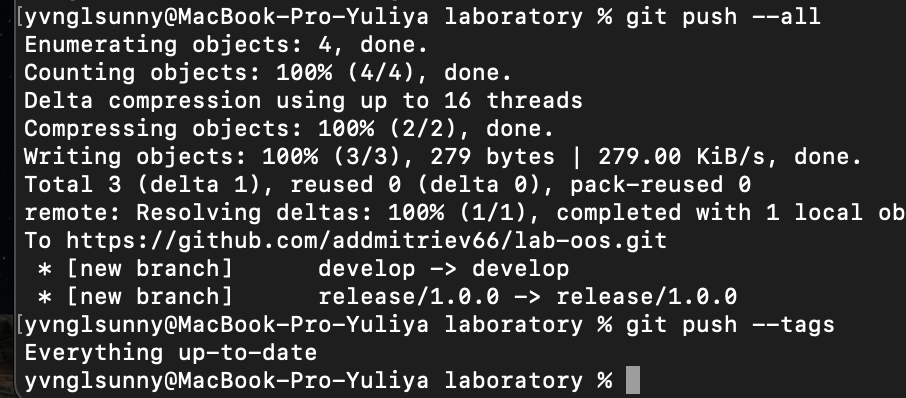 [yvnglsunny@MacBook-Pro-Yuliya laboratory % git push --all
Enumerating objects: 4, done.
Counting objects: 100% (4/4), done.
Delta compression using up to 16 threads
Compressing objects: 100% (2/2), done.
Writing objects: 100% (3/3), 279 bytes | 279.00 KiB/s, done.
Total 3 (delta 1), reused 0 (delta 0), pack-reused 0
remote: Resolving deltas: 100% (1/1), completed with 1 local ob
To https://github.com/addmitriev66/lab-oos.git
 * [new branch]      develop -> develop
 * [new branch]      release/1.0.0 -> release/1.0.0
[yvnglsunny@MacBook-Pro-Yuliya laboratory % git push --tags
Everything up-to-date
yvnglsunny@MacBook-Pro-Yuliya laboratory %